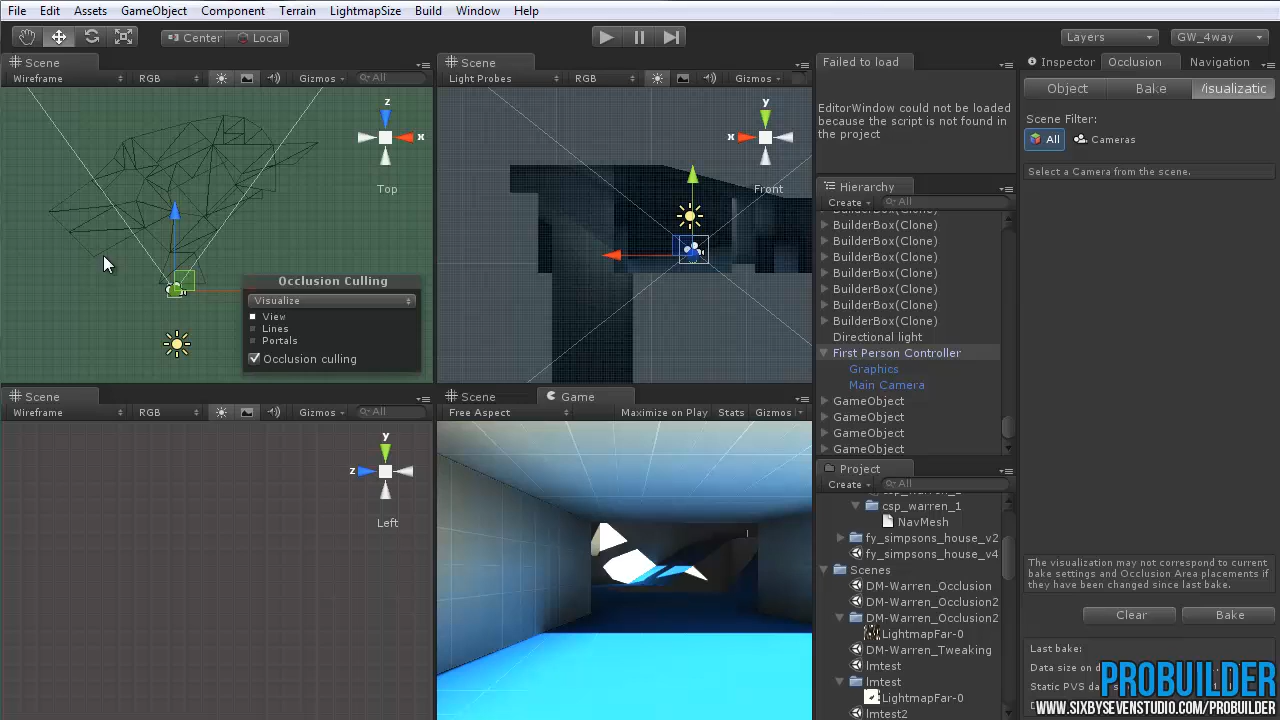 File Edit Assets GameObject Component Terrain LightmapSize Build Window Help
Center Local Layers GW_4way
Scene
Wireframe RGB Gizmos All
z
x
Top
Occlusion Culling
Visualize
View
Lines
Portals
Occlusion culling
Scene
Light Probes RGB Gizmos
y
x
Front
Scene
Wireframe RGB Gizmos All
y
z
Left
Scene Game
Free Aspect Maximize on Play Stats Gizmos
Failed to load
EditorWindow could not be loaded
because the script is not found in
the project
Hierarchy
Create All
BuilderBox(Clone)
BuilderBox(Clone)
BuilderBox(Clone)
BuilderBox(Clone)
BuilderBox(Clone)
BuilderBox(Clone)
BuilderBox(Clone)
BuilderBox(Clone)
Directional light
First Person Controller
Graphics
Main Camera
GameObject
GameObject
GameObject
GameObject
Project
Create All
csp_warren_1
NavMesh
fy_simpsons_house_v2
fy_simpsons_house_v4
Scenes
DM-Warren_Occlusion
DM-Warren_Occlusion2
DM-Warren_Occlusion2
LightmapFar-0
DM-Warren_Tweaking
lmtest
lmtest
LightmapFar-0
lmtest2
Inspector Occlusion Navigation
Object Bake /isualizatic
Scene Filter:
All Cameras
Select a Camera from the scene.
The visualization may not correspond to current
bake settings and Occlusion Area placements if
they have been changed since last bake.
Clear Bake
Last bake:
Data size on d
Static PVS da
PROBUILDER
WWW.SIXBYSEVENSTUDIO.COM/PROBUILDER